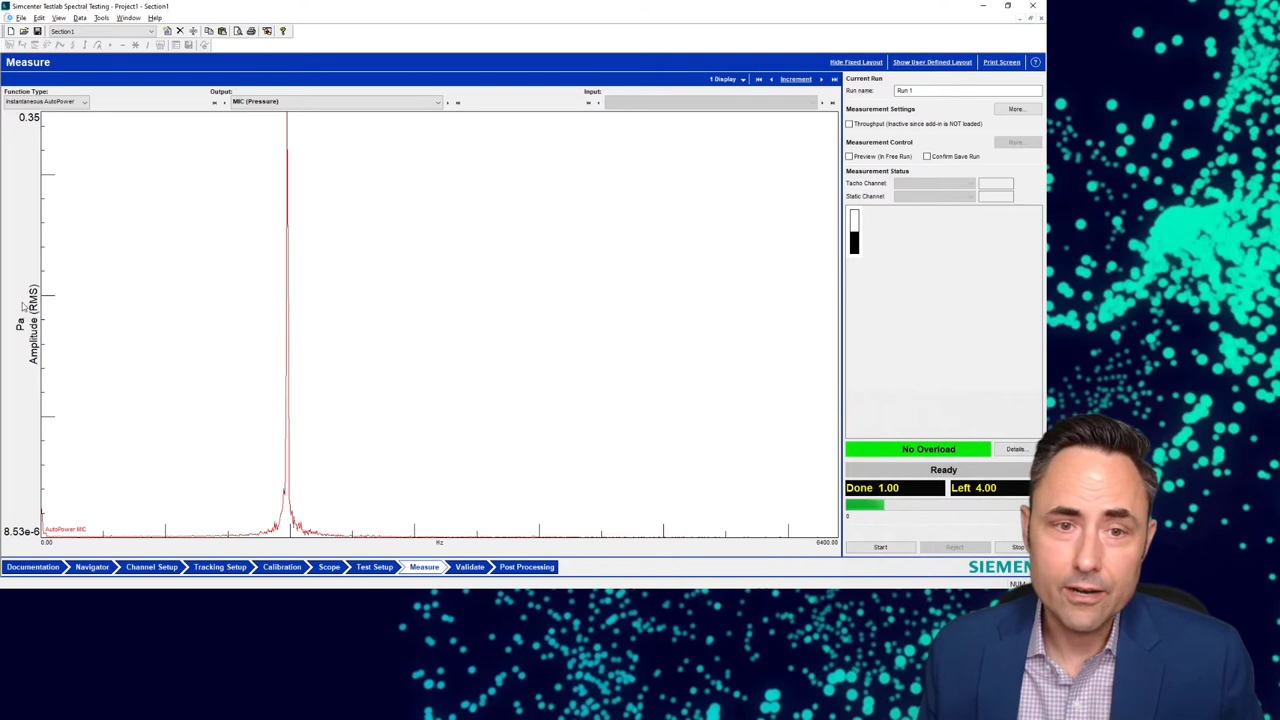 Simcenter Testlab Spectral Testing - Project1 - Section1
File Edit View Data Tools Window Help
Section1
Measure
Hide Fixed Layout Show User Defined Layout Print Screen ?
1 Display Increment
Function Type: Output: Input:
Instantaneous AutoPower MIC (Pressure)
Current Run
Run name: Run 1
Measurement Settings More...
Throughput (Inactive since add-in is NOT loaded)
Measurement Control More...
Preview (In Free Run) Confirm Save Run
Measurement Status
Tacho Channel:
Static Channel:
0.35
Pa
Amplitude (RMS)
8.53e-6
AutoPower MIC
0.00 Hz 6400.00
No Overload Details...
Ready
Done 1.00 Left 4.00
0
Start Reject Stop
Documentation Navigator Channel Setup Tracking Setup Calibration Scope Test Setup Measure Validate Post Processing
SIEMEN
NUM